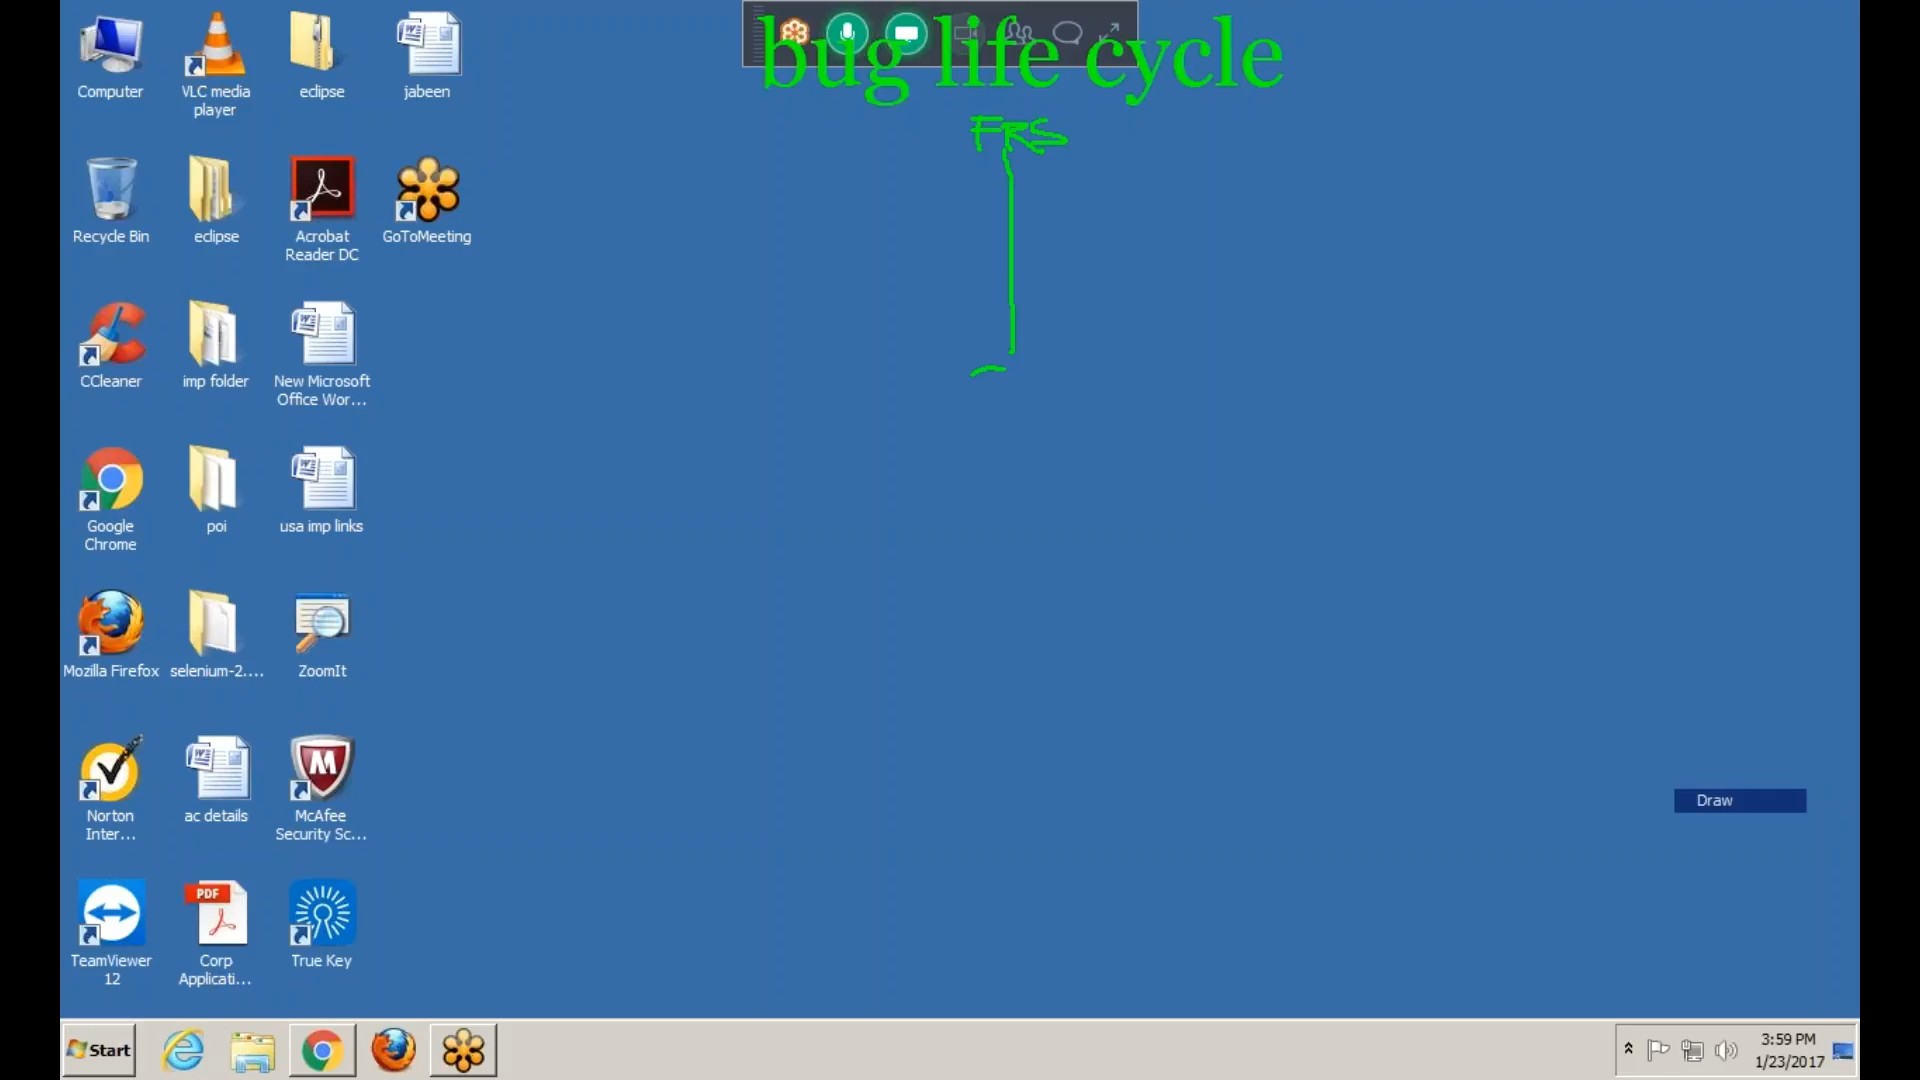 bug life cycle
FRS
Computer
VLC media
player
eclipse
jabeen
Recycle Bin
eclipse
Acrobat
Reader DC
GoToMeeting
CCleaner
imp folder
New Microsoft
Office Wor...
Google
Chrome
poi
usa imp links
Mozilla Firefox
selenium-2....
ZoomIt
Norton
Inter...
ac details
McAfee
Security Sc...
Draw
TeamViewer
12
PDF
Corp
Applicati...
True Key
Start
3:59 PM
1/23/2017